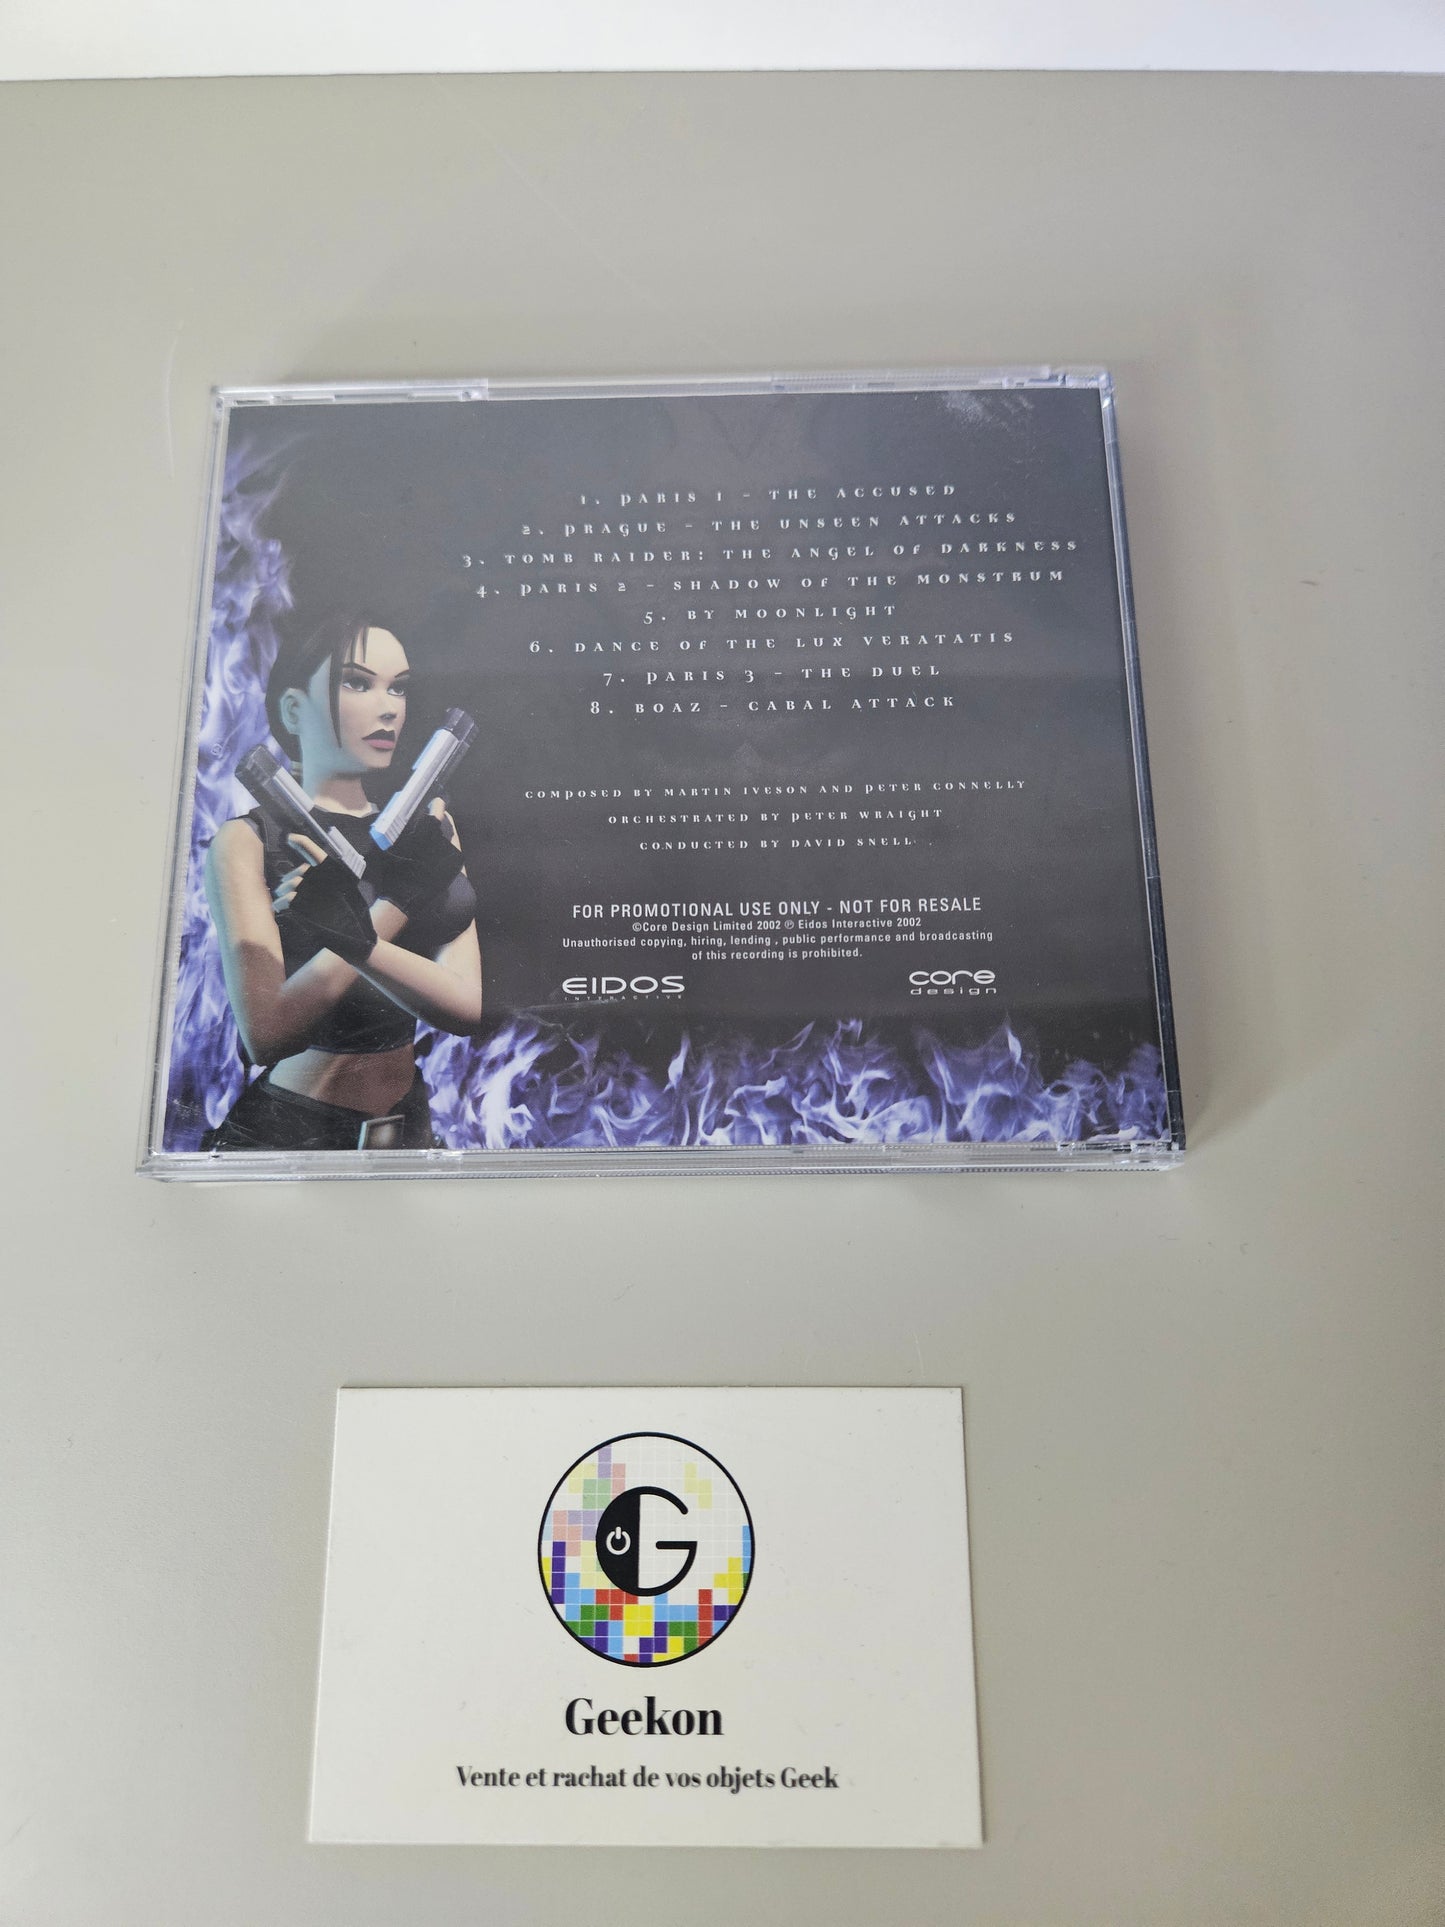 1. PARIS 1 - THE ACCUSED
2. PRAGUE - THE UNSEEN ATTACKS
3. TOMB RAIDER: THE ANGEL OF DARKNESS
4. PARIS 2 - SHADOW OF THE MONSTRUM
5. BY MOONLIGHT
6. DANCE OF THE LUX VERATATIS
7. PARIS 3 - THE DUEL
8. BOAZ - CABAL ATTACK
COMPOSED BY MARTIN IVESON AND PETER CONNELLY
ORCHESTRATED BY PETER WRAIGHT
CONDUCTED BY DAVID SNELL
FOR PROMOTIONAL USE ONLY - NOT FOR RESALE
©Core Design Limited 2002 ℗ Eidos Interactive 2002
Unauthorised copying, hiring, lending , public performance and broadcasting
of this recording is prohibited.
EIDOS
INTERACTIVE
core
design
G
Geekon
Vente et rachat de vos objets Geek